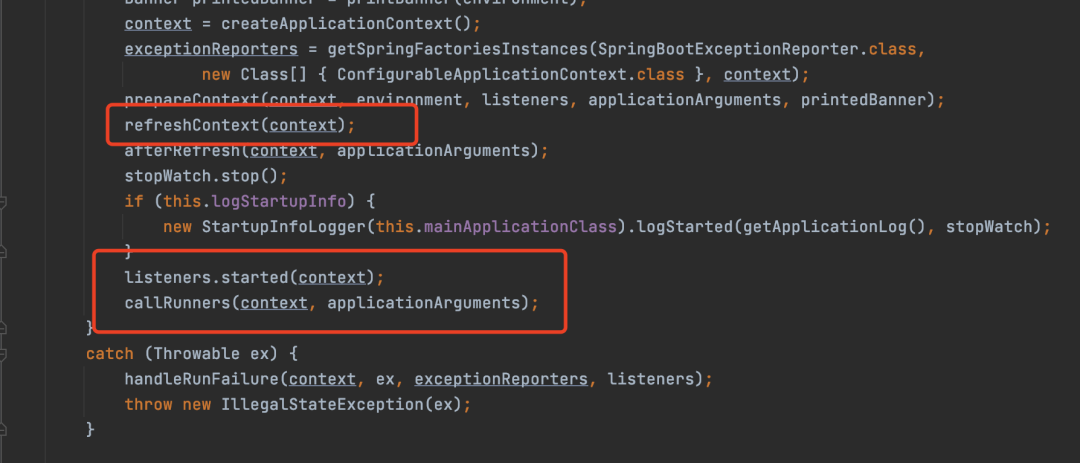 Banner printedBanner = printBanner(environment);
context = createApplicationContext();
exceptionReporters = getSpringFactoriesInstances(SpringBootExceptionReporter.class,
new Class[] { ConfigurableApplicationContext.class }, context);
prepareContext(context, environment, listeners, applicationArguments, printedBanner);
refreshContext(context);
afterRefresh(context, applicationArguments);
stopWatch.stop();
if (this.logStartupInfo) {
new StartupInfoLogger(this.mainApplicationClass).logStarted(getApplicationLog(), stopWatch);
}
listeners.started(context);
callRunners(context, applicationArguments);
}
catch (Throwable ex) {
handleRunFailure(context, ex, exceptionReporters, listeners);
throw new IllegalStateException(ex);
}